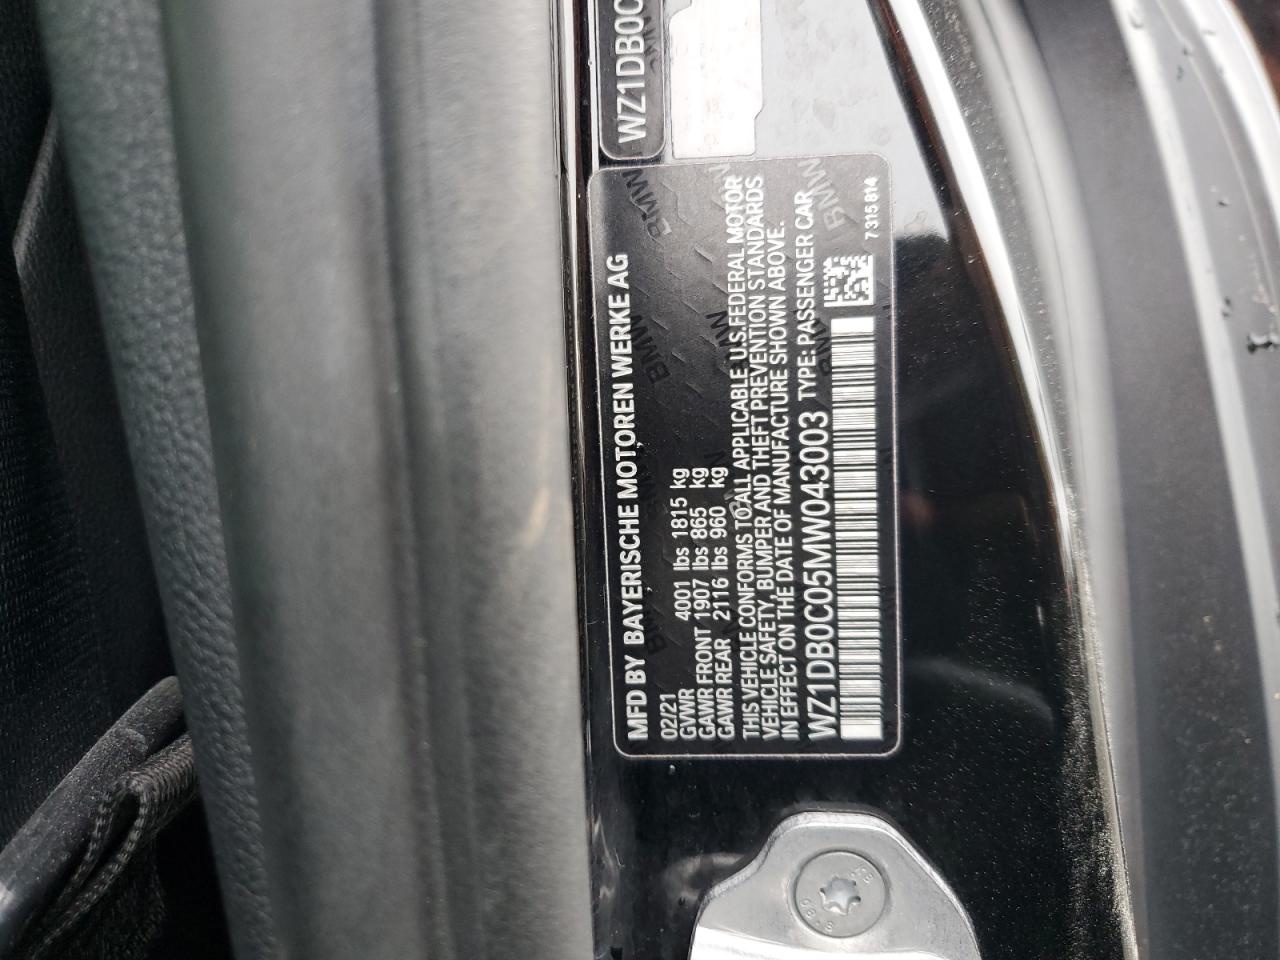 WZ1DB0C
MFD BY BAYERISCHE MOTOREN WERKE AG
02/21
GVWR 4001 lbs 1815 kg
GAWR FRONT 1907 lbs 865 kg
GAWR REAR 2116 lbs 960 kg
THIS VEHICLE CONFORMS TO ALL APPLICABLE U.S. FEDERAL MOTOR
VEHICLE SAFETY, BUMPER AND THEFT PREVENTION STANDARDS
IN EFFECT ON THE DATE OF MANUFACTURE SHOWN ABOVE.
WZ1DB0C05MW043003 TYPE: PASSENGER CAR
7 315 814